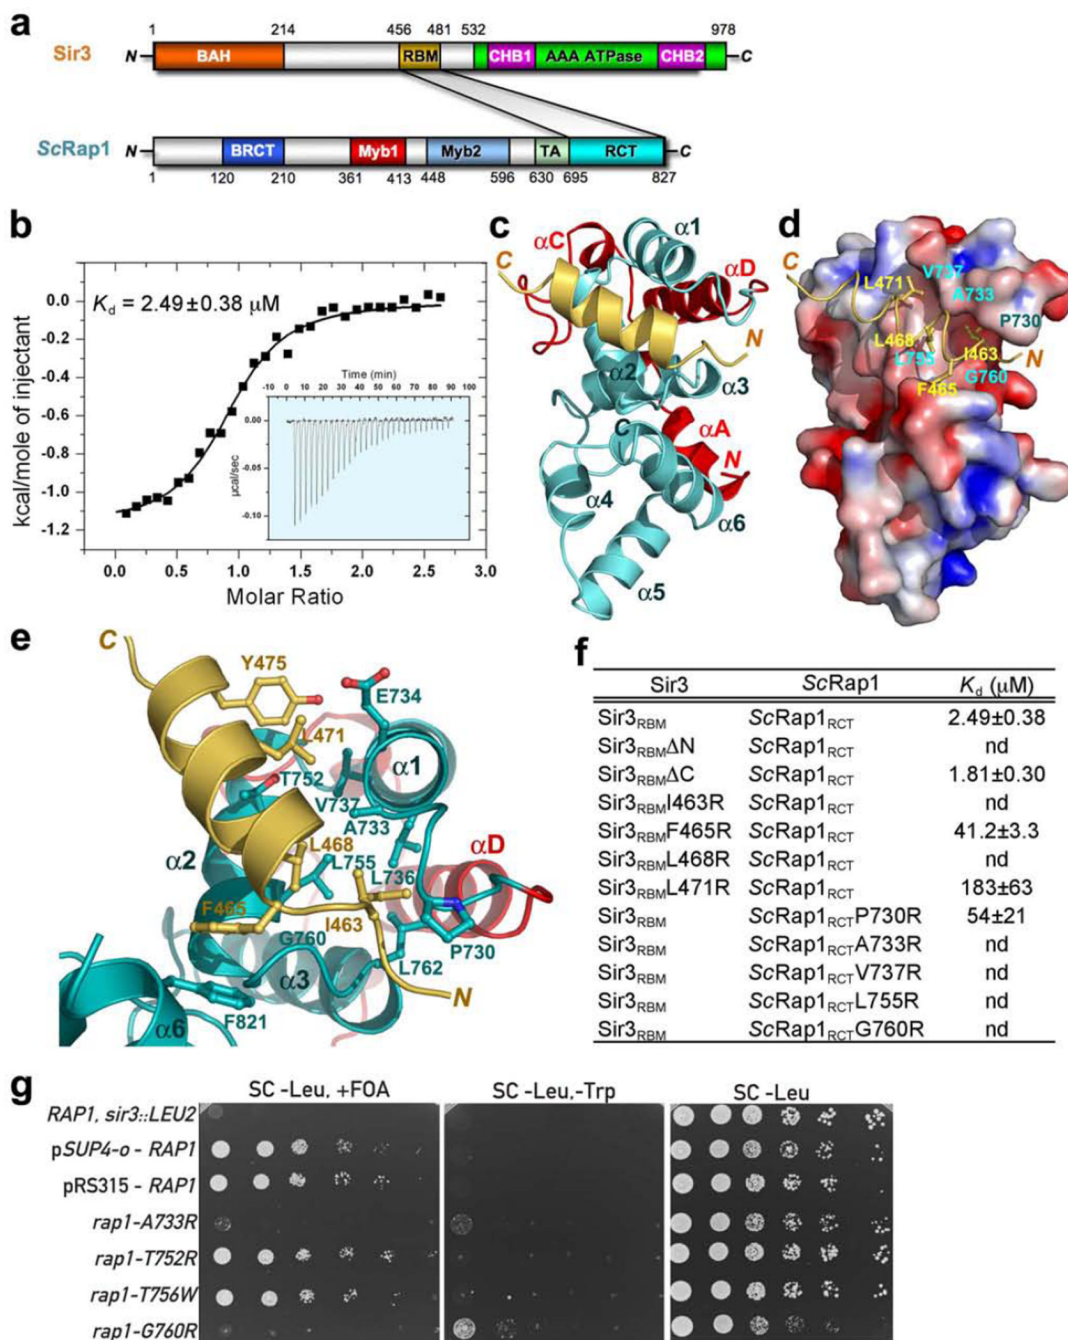 a
1 214 456 481 532 978
Sir3 N BAH RBM CHB1 AAA ATPase CHB2 C
ScRap1 N BRCT Myb1 Myb2 TA RCT C
1 120 210 361 413 448 596 630 695 827
b
Kd = 2.49±0.38 μM
kcal/mole of injectant
0.0
-0.2
-0.4
-0.6
-0.8
-1.0
-1.2
0.0 0.5 1.0 1.5 2.0 2.5 3.0
Molar Ratio
Time (min)
-10 0 10 20 30 40 50 60 70 80 90 100
μcal/sec
0.00
-0.05
-0.10
c
α1
αC
C
αD
N
α2
α3
C
αA
N
α4
α6
α5
d
C
V737
L471
A733
P730
L468
L755
I463
N
G760
F465
e
C
Y475
E734
L471
α1
T752
V737
A733
L468
αD
α2
L755
L736
F465
I463
G760
P730
L762
α3
N
α6
F821
f
Sir3 ScRap1 Kd (μM)
Sir3RBM ScRap1RCT 2.49±0.38
Sir3RBMΔN ScRap1RCT nd
Sir3RBMΔC ScRap1RCT 1.81±0.30
Sir3RBMI463R ScRap1RCT nd
Sir3RBMF465R ScRap1RCT 41.2±3.3
Sir3RBML468R ScRap1RCT nd
Sir3RBML471R ScRap1RCT 183±63
Sir3RBM ScRap1RCTP730R 54±21
Sir3RBM ScRap1RCTA733R nd
Sir3RBM ScRap1RCTV737R nd
Sir3RBM ScRap1RCTL755R nd
Sir3RBM ScRap1RCTG760R nd
g
SC -Leu, +FOA SC -Leu,-Trp SC -Leu
RAP1, sir3::LEU2
pSUP4-o - RAP1
pRS315 - RAP1
rap1-A733R
rap1-T752R
rap1-T756W
rap1-G760R